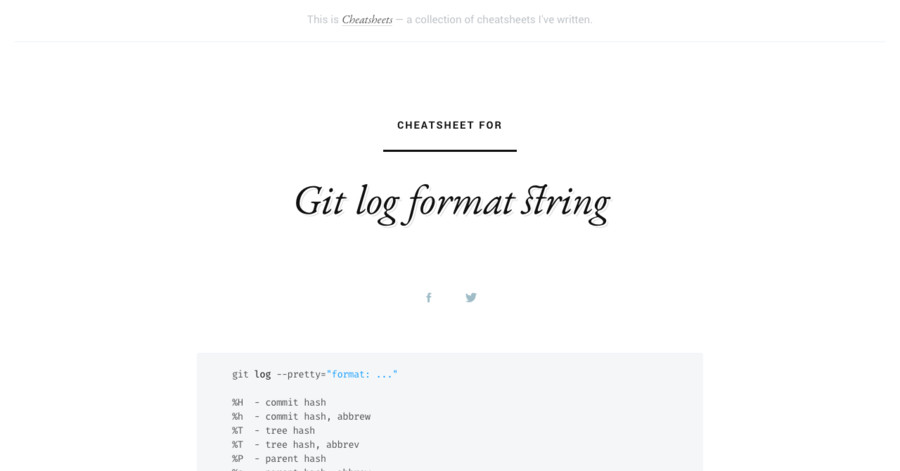 This is Cheatsheets — a collection of cheatsheets I've written.
CHEATSHEET FOR
Git log format string
git log --pretty="format: ..."
%H - commit hash
%h - commit hash, abbrew
%T - tree hash
%T - tree hash, abbrev
%P - parent hash